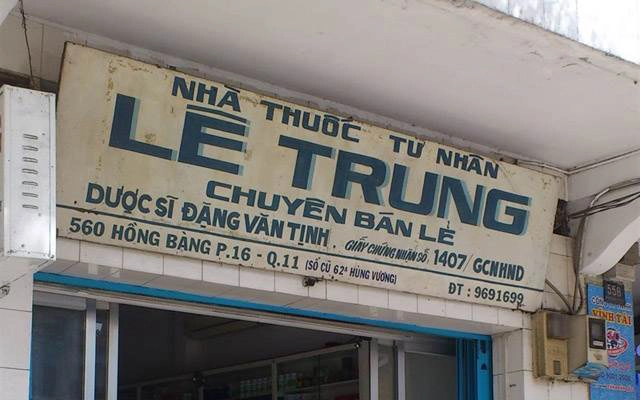 NHÀ THUỐC TƯ NHÂN
LÊ TRUNG
CHUYÊN BÁN LẺ
DƯỢC SĨ ĐẶNG VĂN TỊNH GIẤY CHỨNG NHẬN SỐ 1407/GCNHND
560 HỒNG BÀNG P.16 - Q.11 (SỐ CŨ 62A HÙNG VƯƠNG) ĐT : 9691699
558
VĨNH TÀI